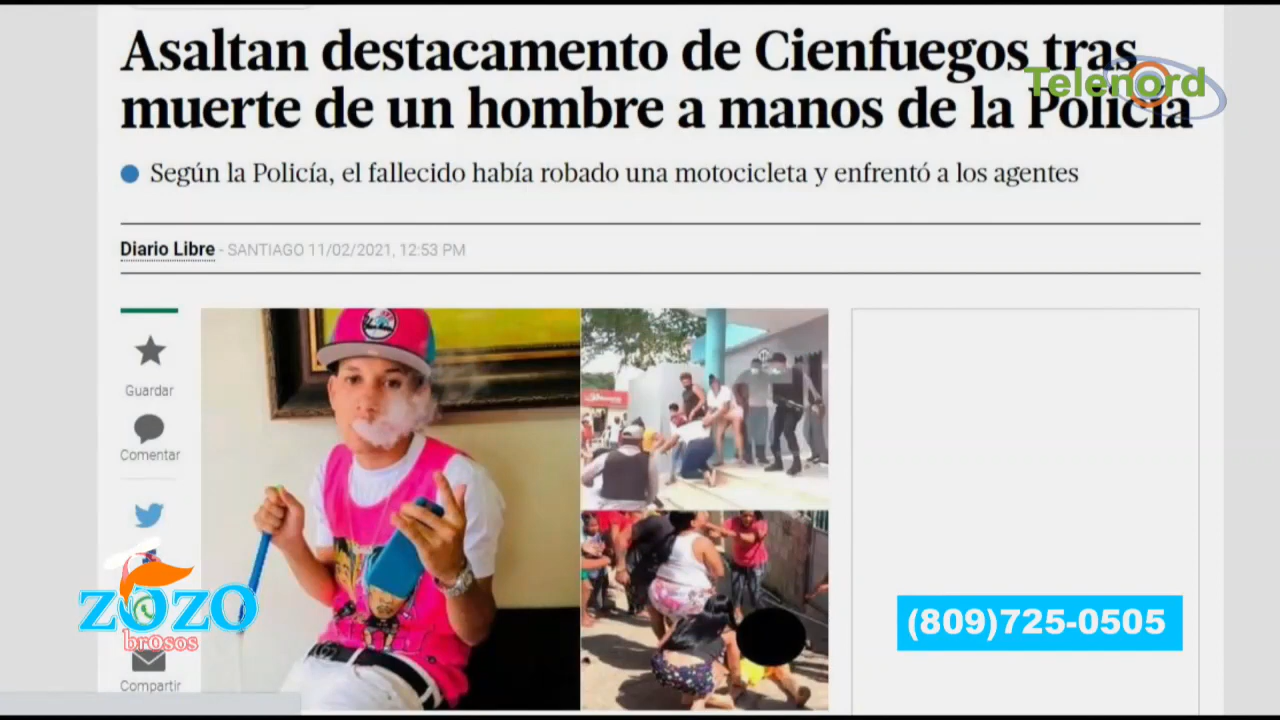 Asaltan destacamento de Cienfuegos tras
muerte de un hombre a manos de la Policía
Telenord
Según la Policía, el fallecido había robado una motocicleta y enfrentó a los agentes
Diario Libre - SANTIAGO 11/02/2021, 12:53 PM
Guardar
Comentar
ZOZO
brosos
(809)725-0505
Compartir